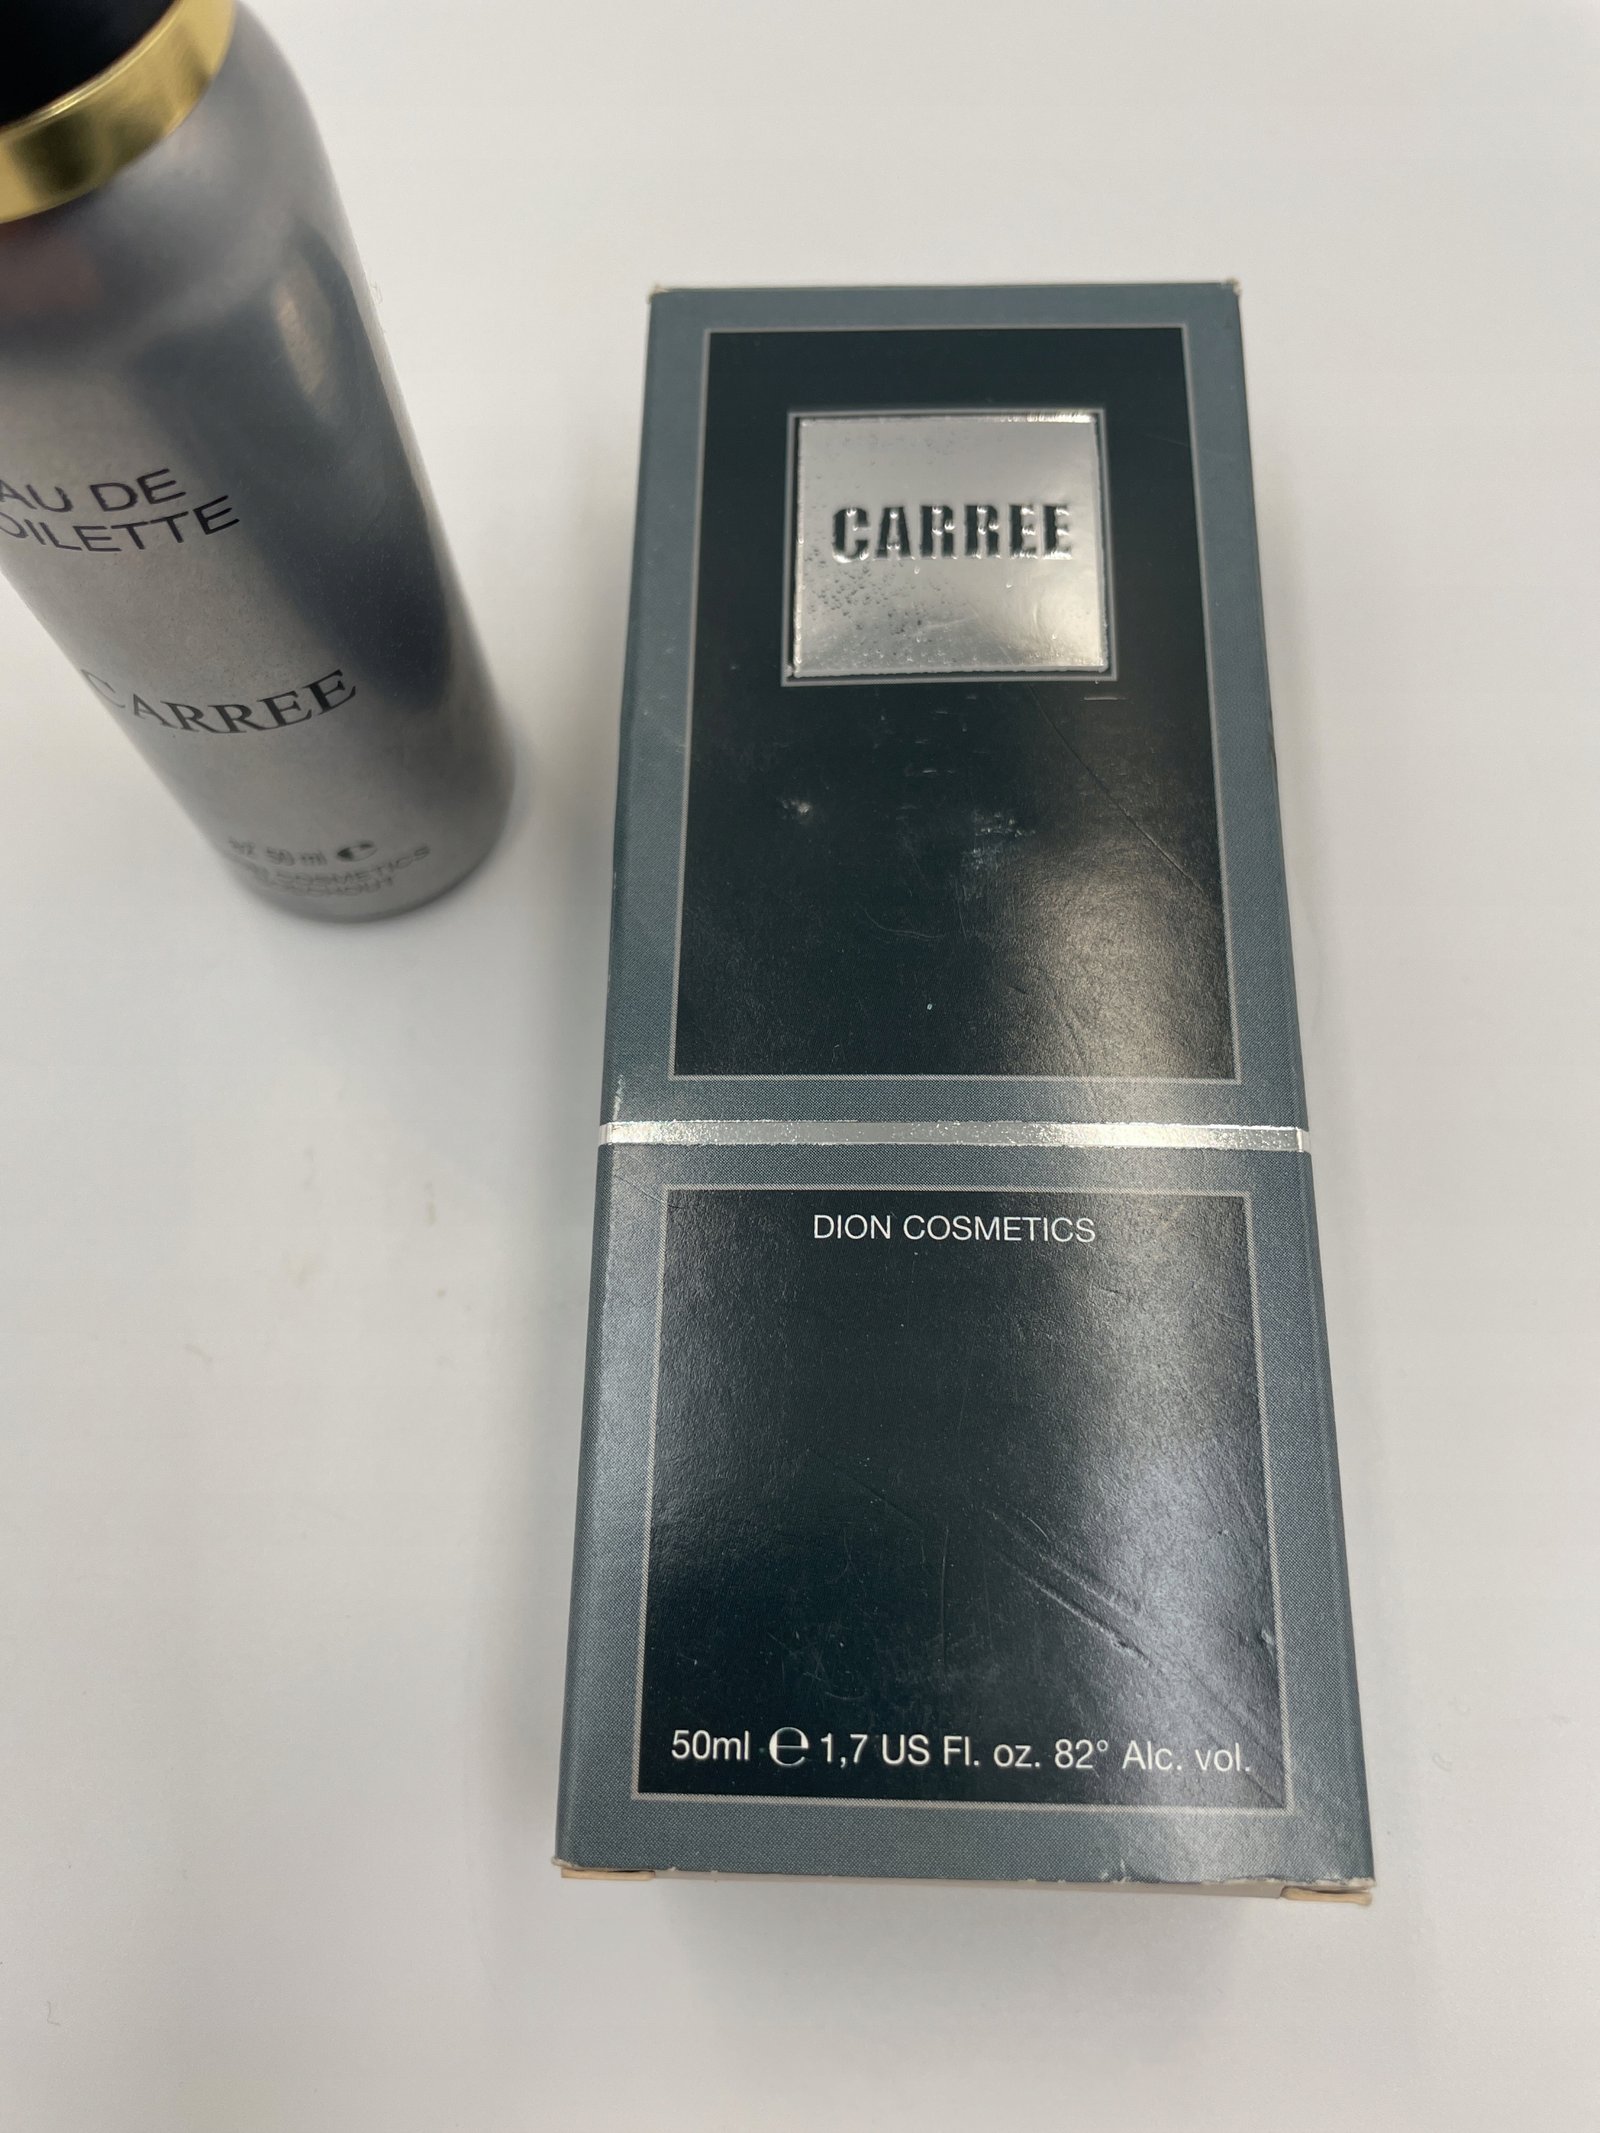 AU DE
OILETTE
CARREE
50 ml e
COSMETICS
CARREE
DION COSMETICS
50ml e 1,7 US Fl. oz. 82° Alc. vol.